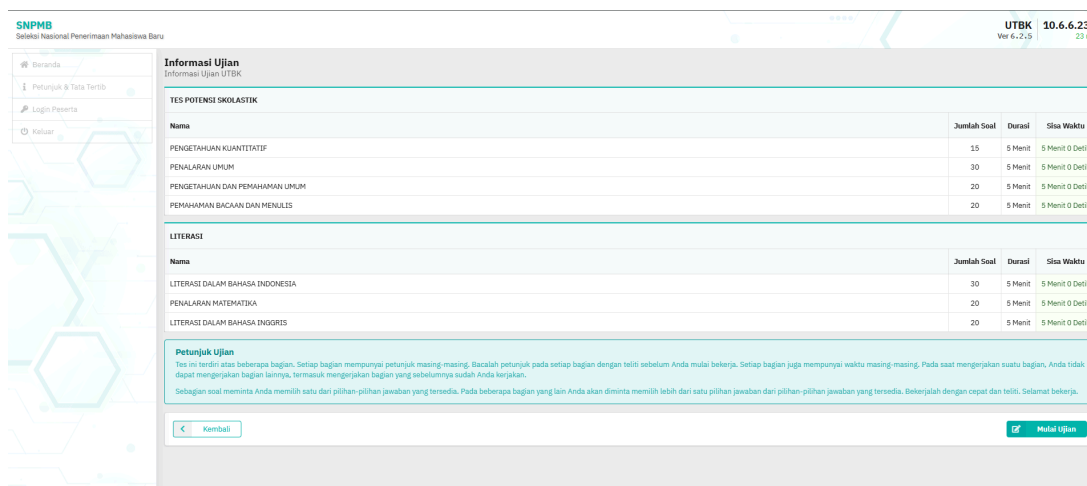 SNPMB
Seleksi Nasional Penerimaan Mahasiswa Baru
UTBK
Ver 6.2.5
10.6.6.23
23
Beranda
Petunjuk & Tata Tertib
Login Peserta
Keluar
Informasi Ujian
Informasi Ujian UTBK
TES POTENSI SKOLASTIK
Nama Jumlah Soal Durasi Sisa Waktu
PENGETAHUAN KUANTITATIF 15 5 Menit 5 Menit 0 Deti
PENALARAN UMUM 30 5 Menit 5 Menit 0 Deti
PENGETAHUAN DAN PEMAHAMAN UMUM 20 5 Menit 5 Menit 0 Deti
PEMAHAMAN BACAAN DAN MENULIS 20 5 Menit 5 Menit 0 Deti
LITERASI
Nama Jumlah Soal Durasi Sisa Waktu
LITERASI DALAM BAHASA INDONESIA 30 5 Menit 5 Menit 0 Deti
PENALARAN MATEMATIKA 20 5 Menit 5 Menit 0 Deti
LITERASI DALAM BAHASA INGGRIS 20 5 Menit 5 Menit 0 Deti
Petunjuk Ujian
Tes ini terdiri atas beberapa bagian. Setiap bagian mempunyai petunjuk masing-masing. Bacalah petunjuk pada setiap bagian dengan teliti sebelum Anda mulai bekerja. Setiap bagian juga mempunyai waktu masing-masing. Pada saat mengerjakan suatu bagian, Anda tidak
dapat mengerjakan bagian lainnya, termasuk mengerjakan bagian yang sebelumnya sudah Anda kerjakan.
Sebagian soal meminta Anda memilih satu dari pilihan-pilihan jawaban yang tersedia. Pada beberapa bagian yang lain Anda akan diminta memilih lebih dari satu pilihan jawaban dari pilihan-pilihan jawaban yang tersedia. Bekerjalah dengan cepat dan teliti. Selamat bekerja.
Kembali
Mulai Ujian